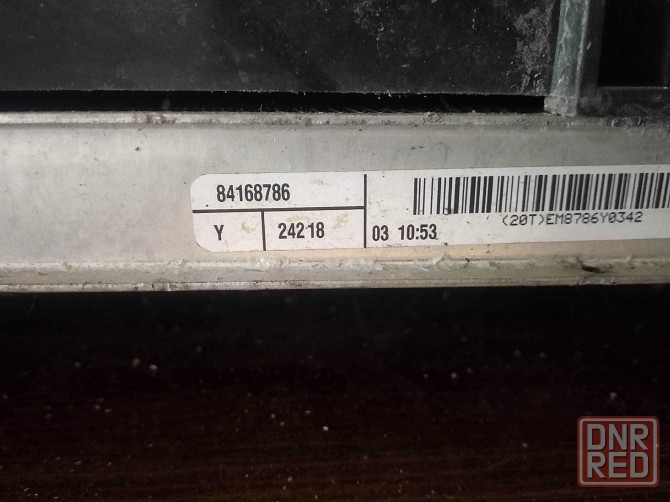 84168786
Y
24218
03 10:53
(20T)EM8786Y0342
DNR
RED